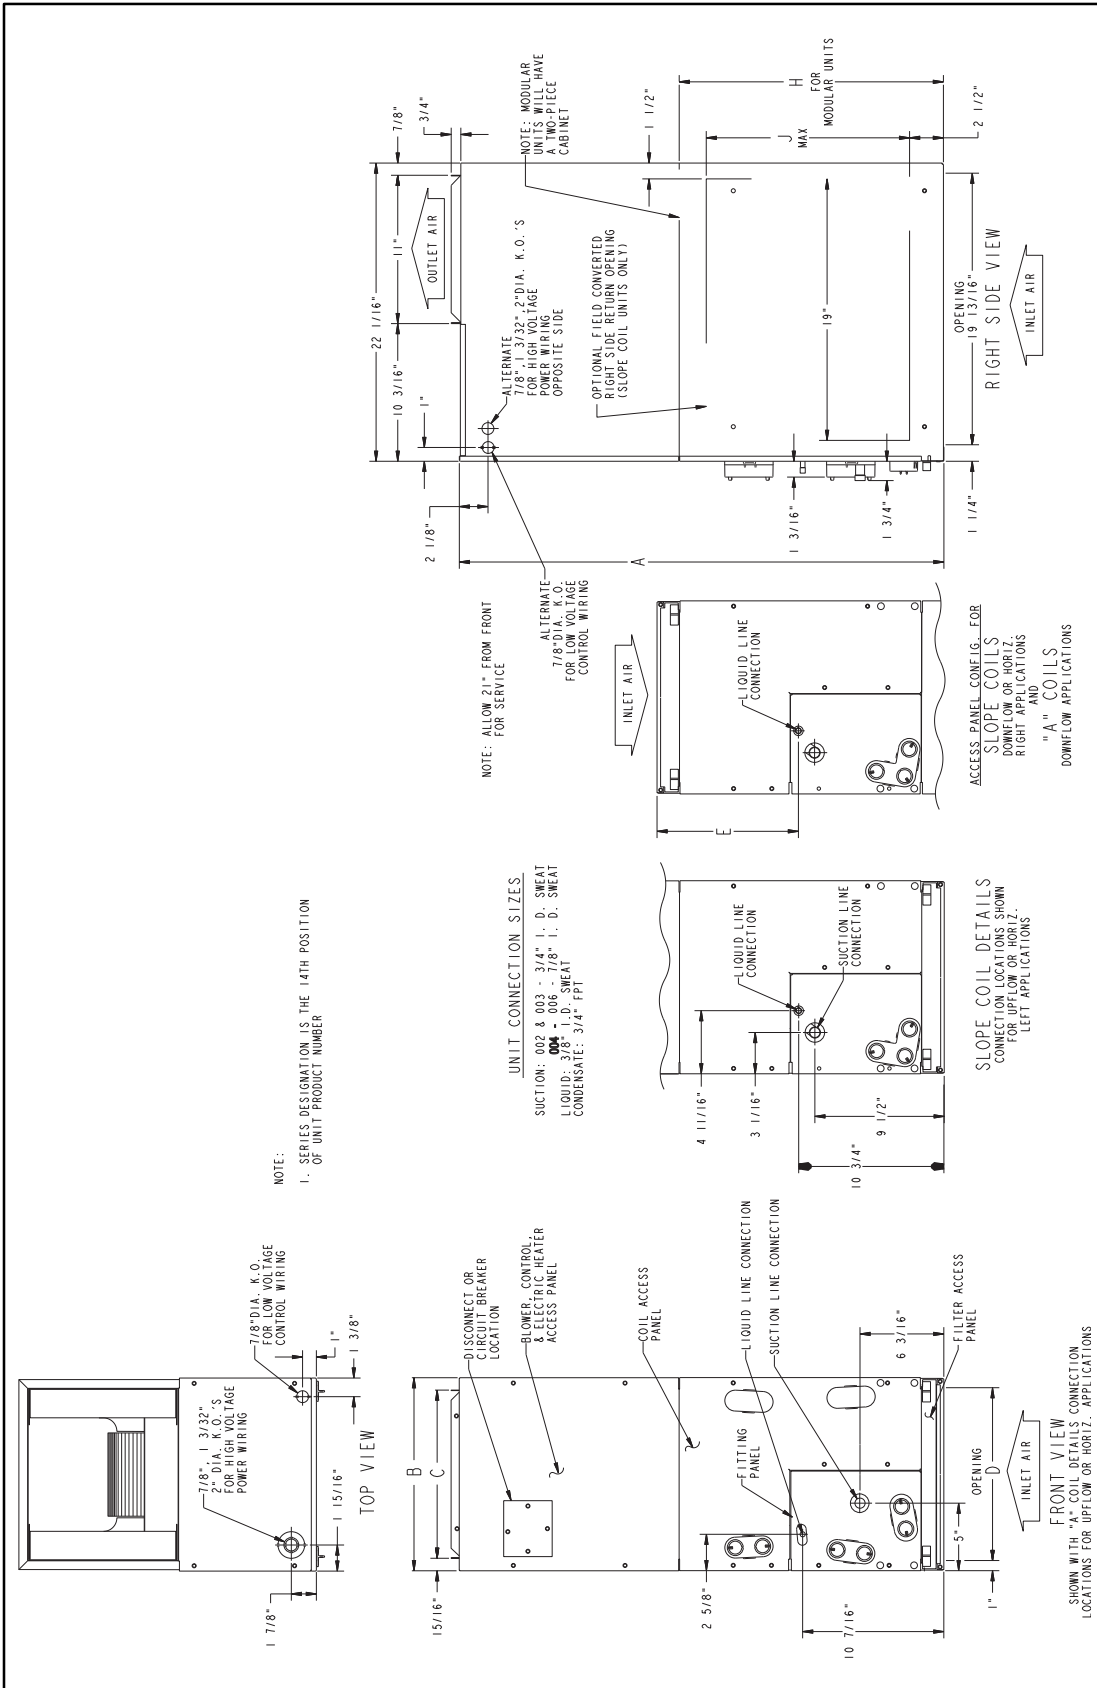 1 7/8"
1 15/16"
7/8", 1 3/32"
2" DIA. K.O.'S
FOR HIGH VOLTAGE
POWER WIRING
7/8"DIA. K.O.
FOR LOW VOLTAGE
CONTROL WIRING
1"
1 3/8"
TOP VIEW
NOTE:
1. SERIES DESIGNATION IS THE 14TH POSITION
OF UNIT PRODUCT NUMBER
15/16"
B
C
DISCONNECT OR
CIRCUIT BREAKER
LOCATION
BLOWER, CONTROL,
& ELECTRIC HEATER
ACCESS PANEL
COIL ACCESS
PANEL
FITTING
PANEL
LIQUID LINE CONNECTION
SUCTION LINE CONNECTION
2 5/8"
10 7/16"
6 3/16"
FILTER ACCESS
PANEL
5"
1"
OPENING
D
INLET AIR
FRONT VIEW
SHOWN WITH "A" COIL DETAILS CONNECTION
LOCATIONS FOR UPFLOW OR HORIZ. APPLICATIONS
UNIT CONNECTION SIZES
SUCTION: 002 & 003 - 3/4" I. D. SWEAT
004 - 006 - 7/8" I. D. SWEAT
LIQUID: 3/8" I.D. SWEAT
CONDENSATE: 3/4" FPT
4 11/16"
3 1/16"
LIQUID LINE
CONNECTION
SUCTION LINE
CONNECTION
9 1/2"
10 3/4"
SLOPE COIL DETAILS
CONNECTION LOCATIONS SHOWN
FOR UPFLOW OR HORIZ.
LEFT APPLICATIONS
NOTE: ALLOW 21" FROM FRONT
FOR SERVICE
INLET AIR
E
LIQUID LINE
CONNECTION
ACCESS PANEL CONFIG. FOR
SLOPE COILS
DOWNFLOW OR HORIZ.
RIGHT APPLICATIONS
AND
"A" COILS
DOWNFLOW APPLICATIONS
22 1/16"
10 3/16"
11"
7/8"
3/4"
1"
2 1/8"
OUTLET AIR
ALTERNATE
7/8",1 3/32",2"DIA. K.O.'S
FOR HIGH VOLTAGE
POWER WIRING
OPPOSITE SIDE
ALTERNATE
7/8"DIA. K.O.
FOR LOW VOLTAGE
CONTROL WIRING
NOTE: MODULAR
UNITS WILL HAVE
A TWO-PIECE
CABINET
OPTIONAL FIELD CONVERTED
RIGHT SIDE RETURN OPENING
(SLOPE COIL UNITS ONLY)
1 1/2"
A
19"
J
MAX
H
FOR
MODULAR UNITS
2 1/2"
1 3/16"
1 3/4"
1 1/4"
OPENING
19 13/16"
RIGHT SIDE VIEW
INLET AIR